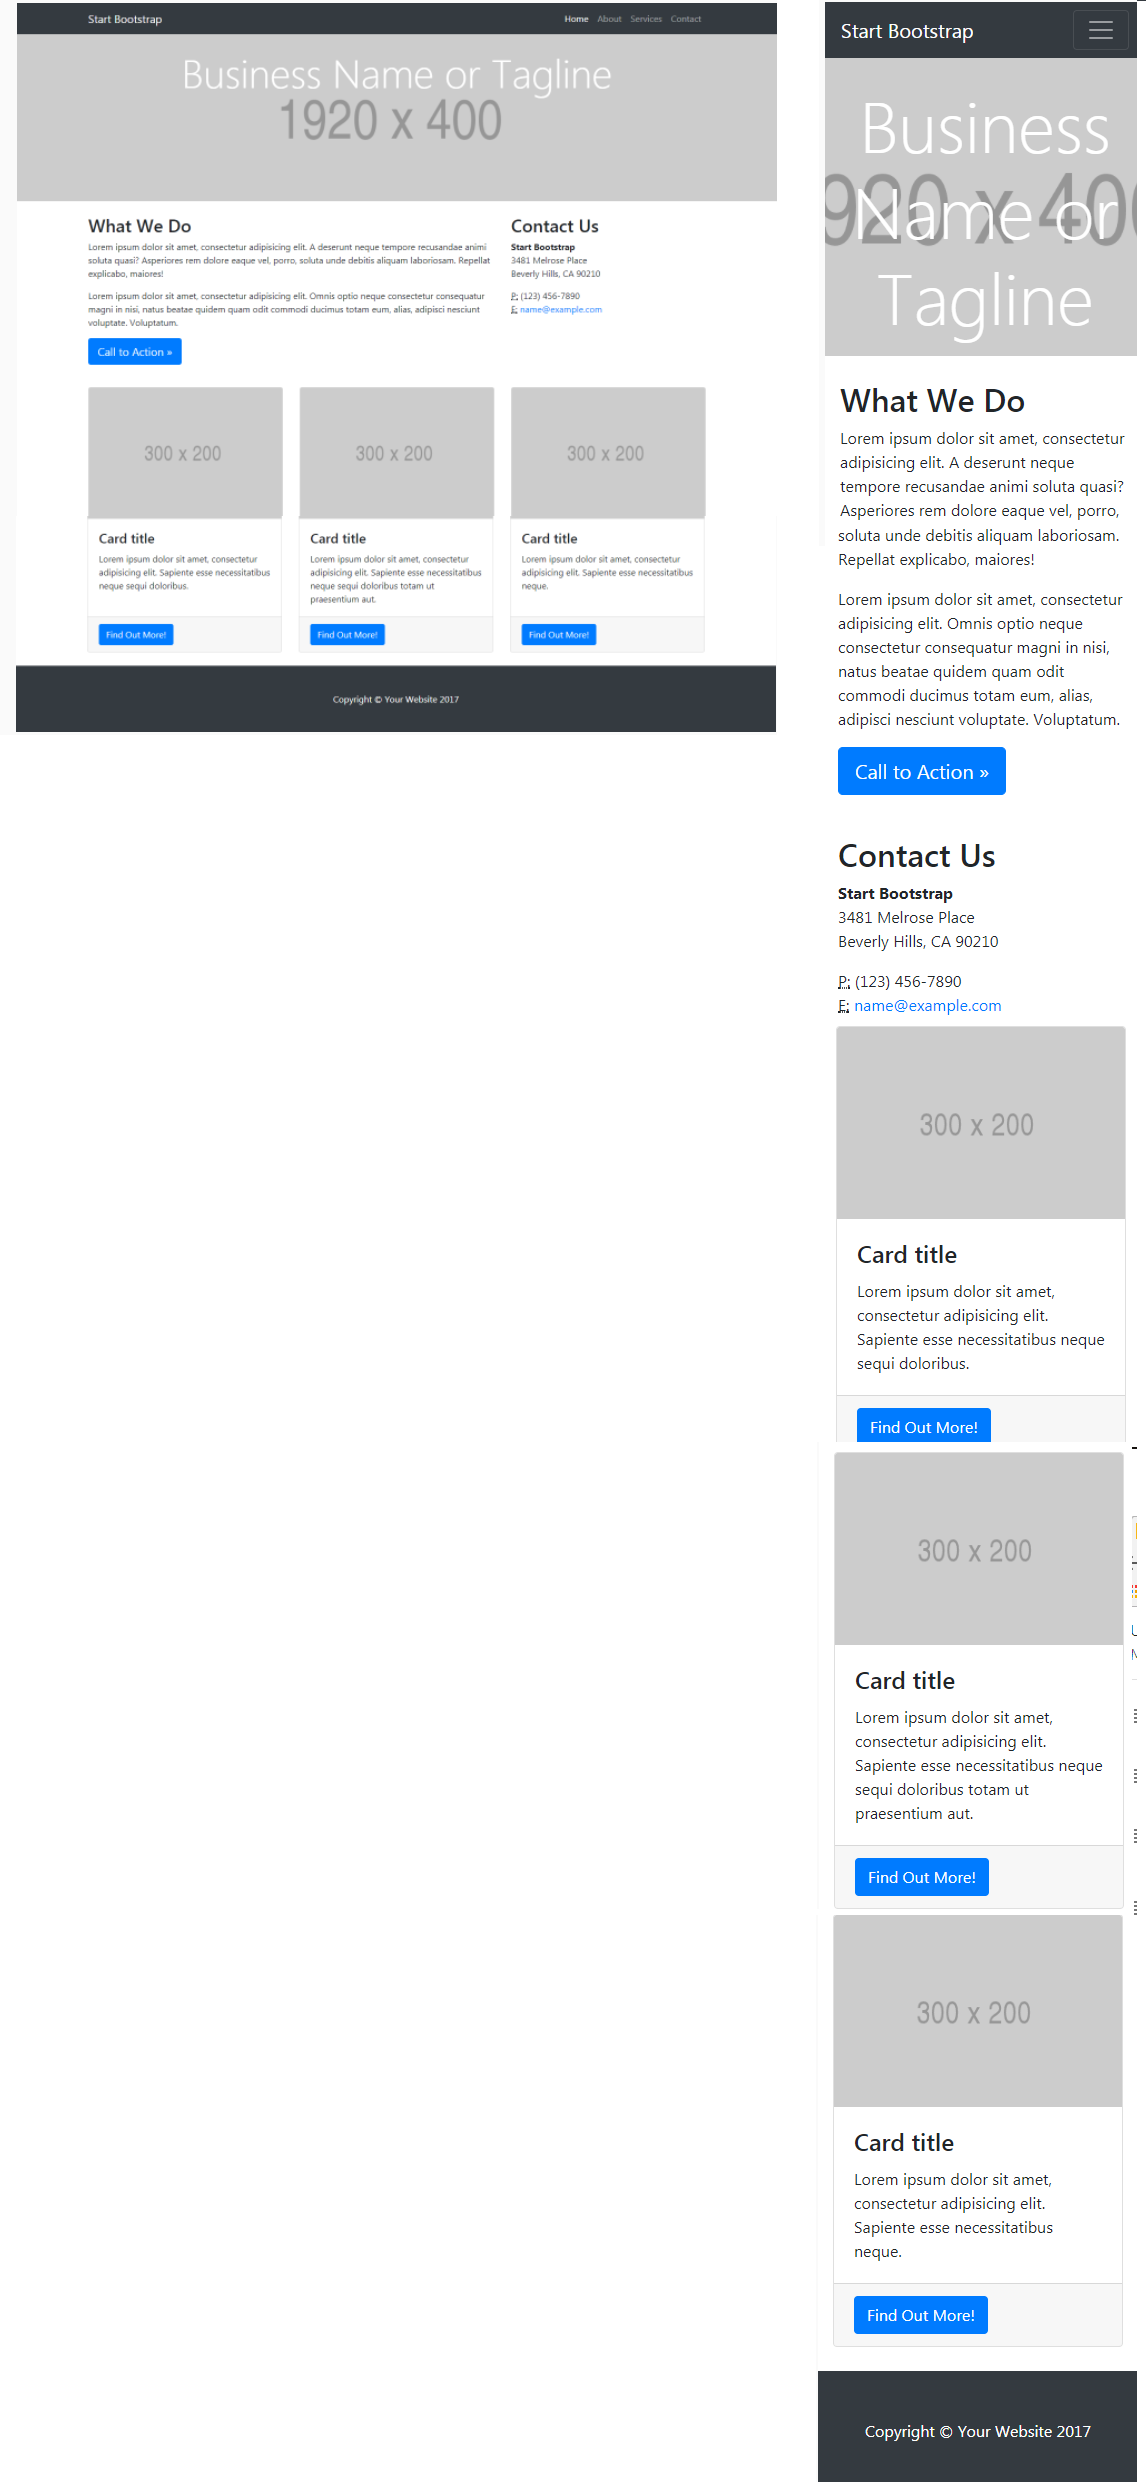 Start Bootstrap
Home About Services Contact
Business Name or Tagline
1920 x 400
What We Do
Lorem ipsum dolor sit amet, consectetur adipisicing elit. A deserunt neque tempore recusandae animi
soluta quasi? Asperiores rem dolore eaque vel, porro, soluta unde debitis aliquam laboriosam. Repellat
explicabo, maiores!
Lorem ipsum dolor sit amet, consectetur adipisicing elit. Omnis optio neque consectetur consequatur
magni in nisi, natus beatae quidem quam odit commodi ducimus totam eum, alias, adipisci nesciunt
voluptate. Voluptatum.
Call to Action »
Contact Us
Start Bootstrap
3481 Melrose Place
Beverly Hills, CA 90210
P: (123) 456-7890
E: name@example.com
300 x 200
Card title
Lorem ipsum dolor sit amet, consectetur
adipisicing elit. Sapiente esse necessitatibus
neque sequi doloribus.
Find Out More!
300 x 200
Card title
Lorem ipsum dolor sit amet, consectetur
adipisicing elit. Sapiente esse necessitatibus
neque sequi doloribus totam ut
praesentium aut.
Find Out More!
300 x 200
Card title
Lorem ipsum dolor sit amet, consectetur
adipisicing elit. Sapiente esse necessitatibus
neque.
Find Out More!
Copyright © Your Website 2017
Start Bootstrap
Business
Name or
Tagline
920 x 400
What We Do
Lorem ipsum dolor sit amet, consectetur
adipisicing elit. A deserunt neque
tempore recusandae animi soluta quasi?
Asperiores rem dolore eaque vel, porro,
soluta unde debitis aliquam laboriosam.
Repellat explicabo, maiores!
Lorem ipsum dolor sit amet, consectetur
adipisicing elit. Omnis optio neque
consectetur consequatur magni in nisi,
natus beatae quidem quam odit
commodi ducimus totam eum, alias,
adipisci nesciunt voluptate. Voluptatum.
Call to Action »
Contact Us
Start Bootstrap
3481 Melrose Place
Beverly Hills, CA 90210
P: (123) 456-7890
E: name@example.com
300 x 200
Card title
Lorem ipsum dolor sit amet,
consectetur adipisicing elit.
Sapiente esse necessitatibus neque
sequi doloribus.
Find Out More!
300 x 200
Card title
Lorem ipsum dolor sit amet,
consectetur adipisicing elit.
Sapiente esse necessitatibus neque
sequi doloribus totam ut
praesentium aut.
Find Out More!
300 x 200
Card title
Lorem ipsum dolor sit amet,
consectetur adipisicing elit.
Sapiente esse necessitatibus
neque.
Find Out More!
Copyright © Your Website 2017